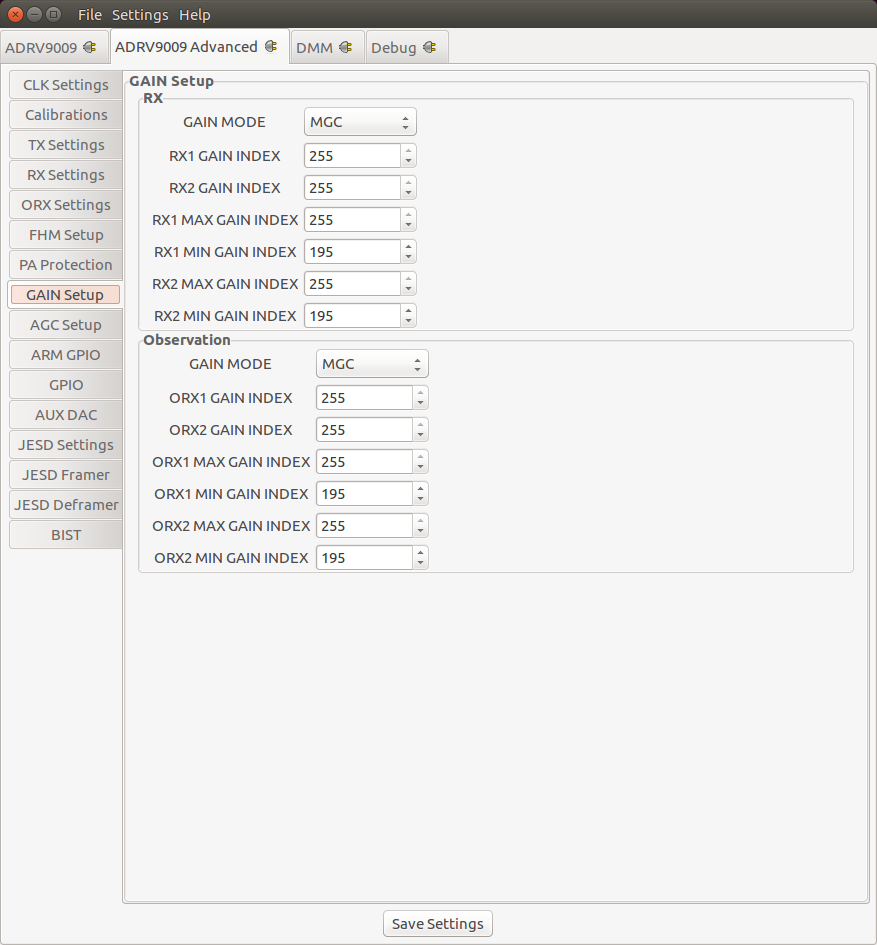 File Settings Help
ADRV9009 ADRV9009 Advanced DMM Debug
CLK Settings
Calibrations
TX Settings
RX Settings
ORX Settings
FHM Setup
PA Protection
GAIN Setup
AGC Setup
ARM GPIO
GPIO
AUX DAC
JESD Settings
JESD Framer
JESD Deframer
BIST
GAIN Setup
RX
GAIN MODE MGC
RX1 GAIN INDEX 255
RX2 GAIN INDEX 255
RX1 MAX GAIN INDEX 255
RX1 MIN GAIN INDEX 195
RX2 MAX GAIN INDEX 255
RX2 MIN GAIN INDEX 195
Observation
GAIN MODE MGC
ORX1 GAIN INDEX 255
ORX2 GAIN INDEX 255
ORX1 MAX GAIN INDEX 255
ORX1 MIN GAIN INDEX 195
ORX2 MAX GAIN INDEX 255
ORX2 MIN GAIN INDEX 195
Save Settings